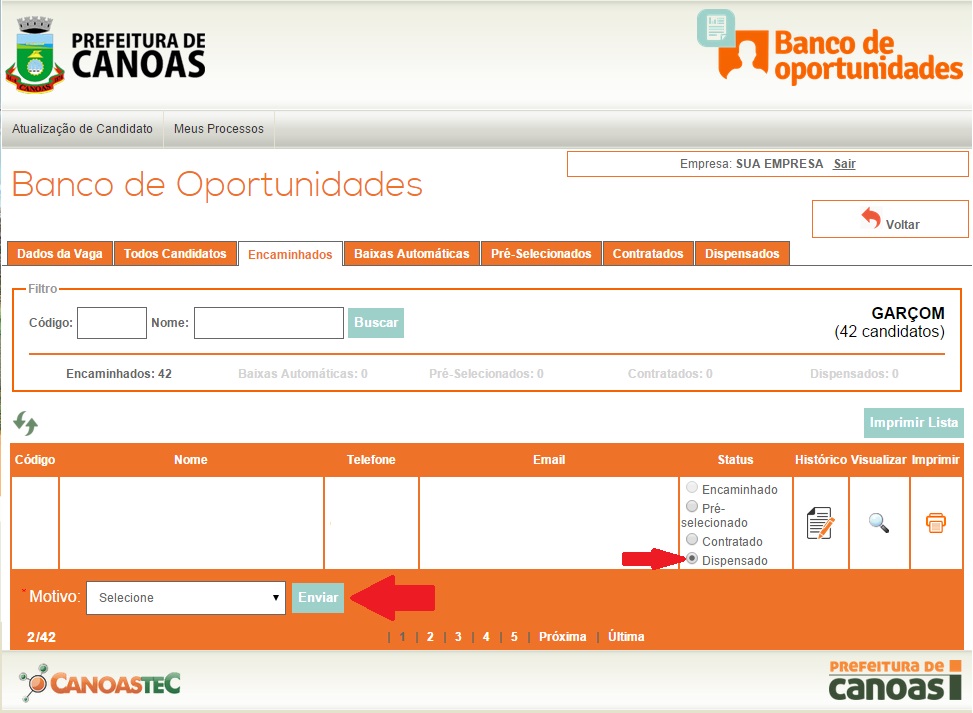 PREFEITURA DE
CANOAS
CANOAS
Banco de
oportunidades
Atualização de Candidato
Meus Processos
Empresa: SUA EMPRESA Sair
Banco de Oportunidades
Voltar
Dados da Vaga
Todos Candidatos
Encaminhados
Baixas Automáticas
Pré-Selecionados
Contratados
Dispensados
Filtro
Código:
Nome:
Buscar
GARÇOM
(42 candidatos)
Encaminhados: 42
Baixas Automáticas: 0
Pré-Selecionados: 0
Contratados: 0
Dispensados: 0
Imprimir Lista
Código
Nome
Telefone
Email
Status
Histórico
Visualizar
Imprimir
Encaminhado
Pré-
selecionado
Contratado
Dispensado
* Motivo:
Selecione
Enviar
2/42
| 1 | 2 | 3 | 4 | 5 | Próxima | Última
CANOASTEC
PREFEITURA DE
canoas